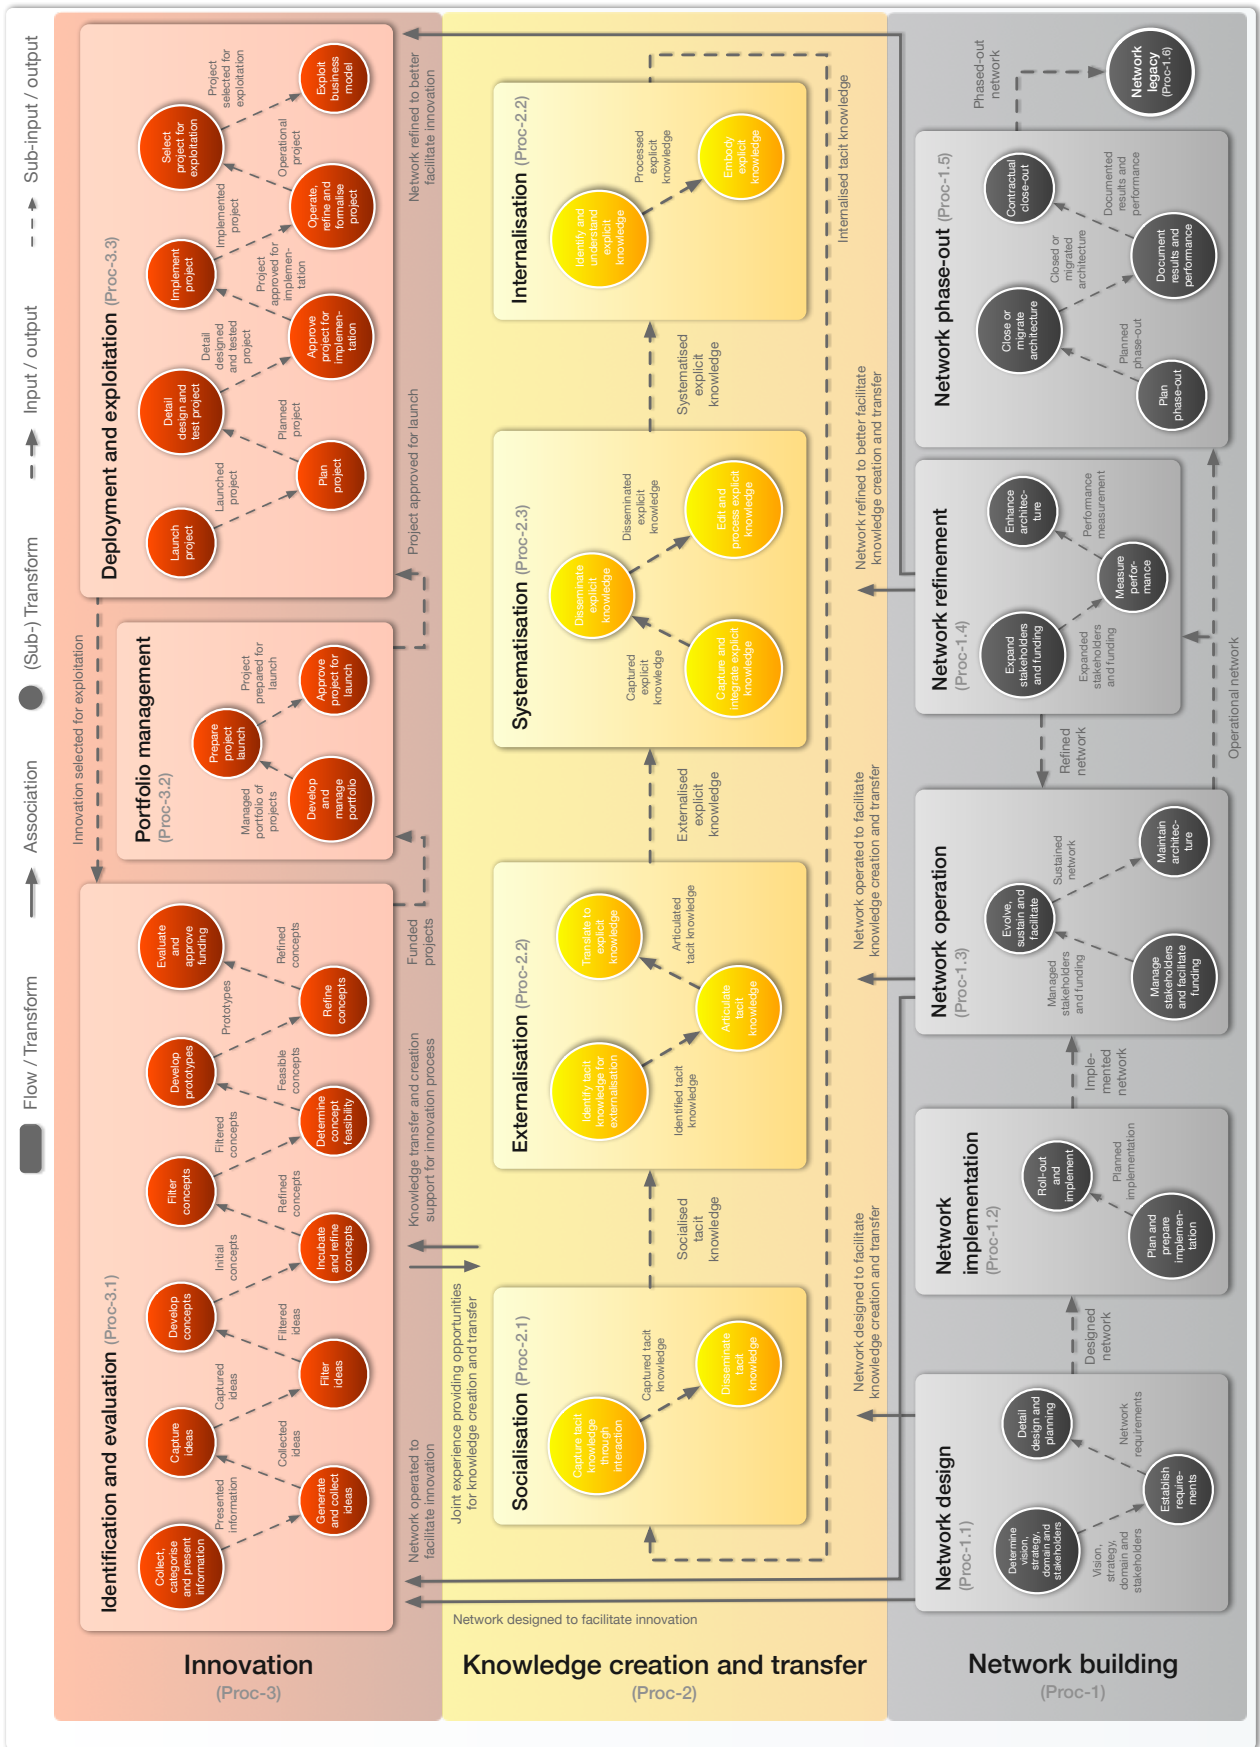 Flow / Transform
Association
(Sub-) Transform
Input / output
Sub-input / output
Innovation
(Proc-3)
Identification and evaluation (Proc-3.1)
Collect,
categorise
and present
information
Presented
information
Generate
and collect
ideas
Collected
ideas
Capture
ideas
Captured
ideas
Filter
ideas
Filtered
ideas
Develop
concepts
Initial
concepts
Incubate
and refine
concepts
Refined
concepts
Filter
concepts
Filtered
concepts
Determine
concept
feasibility
Feasible
concepts
Develop
prototypes
Prototypes
Refine
concepts
Refined
concepts
Evaluate
and
approve
funding
Funded
projects
Innovation selected for exploitation
Portfolio management
(Proc-3.2)
Develop
and
manage
portfolio
Managed
portfolio of
projects
Prepare
project
launch
Project
prepared for
launch
Approve
project for
launch
Project approved for launch
Deployment and exploitation (Proc-3.3)
Launch
project
Launched
project
Plan
project
Planned
project
Detail
design and
test project
Detail
designed
and tested
project
Approve
project for
implemen-
tation
Project
approved for
implemen-
tation
Implement
project
Implemented
project
Operate,
refine and
formalise
project
Operational
project
Select
project for
exploitation
Project
selected for
exploitation
Exploit
business
model
Network operated to
facilitate innovation
Knowledge transfer and creation
support for innovation process
Network refined to better
facilitate innovation
Joint experience providing opportunities
for knowledge creation and transfer
Network designed to facilitate innovation
Knowledge creation and transfer
(Proc-2)
Socialisation (Proc-2.1)
Capture tacit
knowledge
through
interaction
Captured tacit
knowledge
Disseminate
tacit
knowledge
Socialised
tacit
knowledge
Externalisation (Proc-2.2)
Identify tacit
knowledge for
externalisation
Identified tacit
knowledge
Articulate
tacit
knowledge
Articulated
tacit knowledge
Translate to
explicit
knowledge
Externalised
explicit
knowledge
Systematisation (Proc-2.3)
Capture and
integrate explicit
knowledge
Captured
explicit
knowledge
Disseminate
explicit
knowledge
Disseminated
explicit
knowledge
Edit and
process explicit
knowledge
Systematised
explicit
knowledge
Internalisation (Proc-2.2)
Identify and
understand
explicit
knowledge
Processed
explicit
knowledge
Embody
explicit
knowledge
Internalised tacit knowledge
Network designed to facilitate
knowledge creation and transfer
Network operated to facilitate
knowledge creation and transfer
Network refined to better facilitate
knowledge creation and transfer
Network building
(Proc-1)
Network design
(Proc-1.1)
Determine
vision,
strategy,
domain and
stakeholders
Vision,
strategy,
domain and
stakeholders
Establish
require-
ments
Network
requirements
Detail
design and
planning
Designed
network
Network
implementation
(Proc-1.2)
Plan and
prepare
implemen-
tation
Planned
implementation
Roll-out
and
implement
Imple-
mented
network
Network operation
(Proc-1.3)
Manage
stakeholders
and facilitate
funding
Managed
stakeholders
and funding
Evolve,
sustain and
facilitate
Sustained
network
Maintain
architec-
ture
Refined
network
Operational network
Network refinement
(Proc-1.4)
Expand
stakeholders
and funding
Expanded
stakeholders
and funding
Measure
perfor-
mance
Performance
measurement
Enhance
architec-
ture
Network phase-out (Proc-1.5)
Plan
phase-out
Planned
phase-out
Close or
migrate
architecture
Closed or
migrated
architecture
Document
results and
performance
Documented
results and
performance
Contractual
close-out
Phased-out
network
Network
legacy
(Proc-1.6)